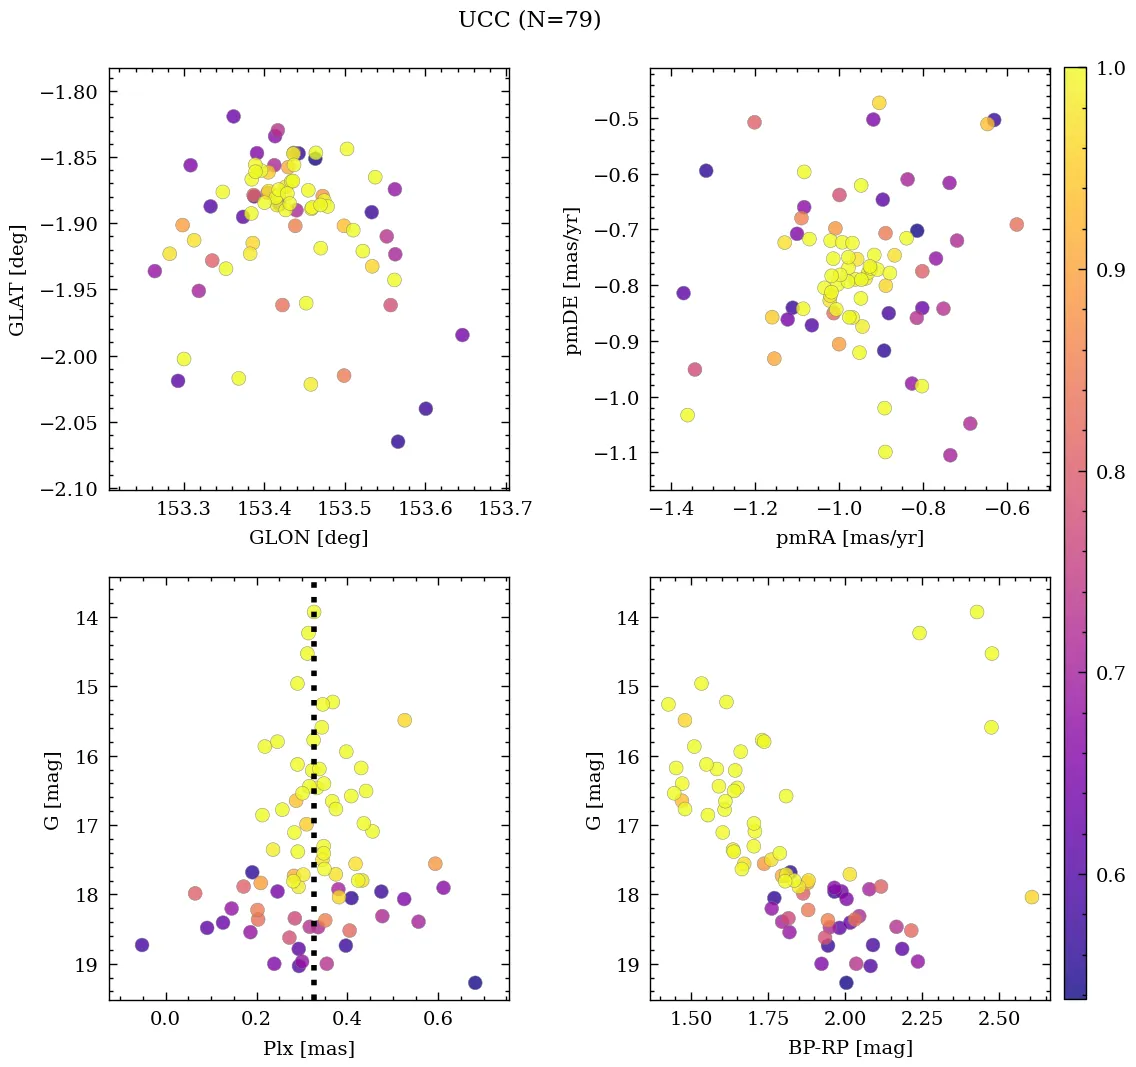 UCC (N=79)
−1.80
−1.85
−1.90
−1.95
−2.00
−2.05
−2.10
GLAT [deg]
153.3 153.4 153.5 153.6 153.7
GLON [deg]
−0.5
−0.6
−0.7
−0.8
−0.9
−1.0
−1.1
pmDE [mas/yr]
−1.4 −1.2 −1.0 −0.8 −0.6
pmRA [mas/yr]
14
15
16
17
18
19
G [mag]
0.0 0.2 0.4 0.6
Plx [mas]
14
15
16
17
18
19
G [mag]
1.50 1.75 2.00 2.25 2.50
BP-RP [mag]
1.0
0.9
0.8
0.7
0.6